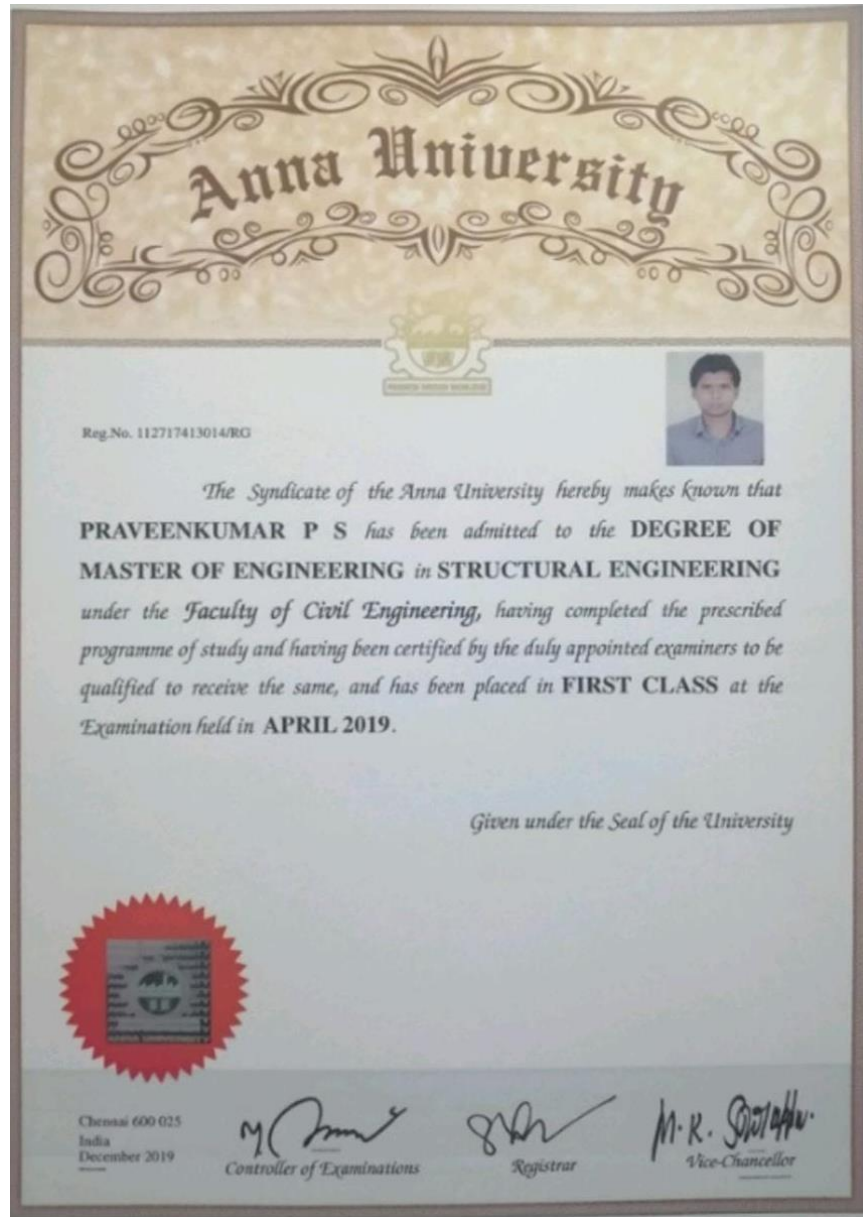 Anna University
Reg.No. 112717413014/RG
The Syndicate of the Anna University hereby makes known that
PRAVEENKUMAR P S has been admitted to the DEGREE OF
MASTER OF ENGINEERING in STRUCTURAL ENGINEERING
under the Faculty of Civil Engineering, having completed the prescribed
programme of study and having been certified by the duly appointed examiners to be
qualified to receive the same, and has been placed in FIRST CLASS at the
Examination held in APRIL 2019.
Given under the Seal of the University
Chennai 600 025
India
December 2019
Controller of Examinations
Registrar
M.K.
Vice-Chancellor